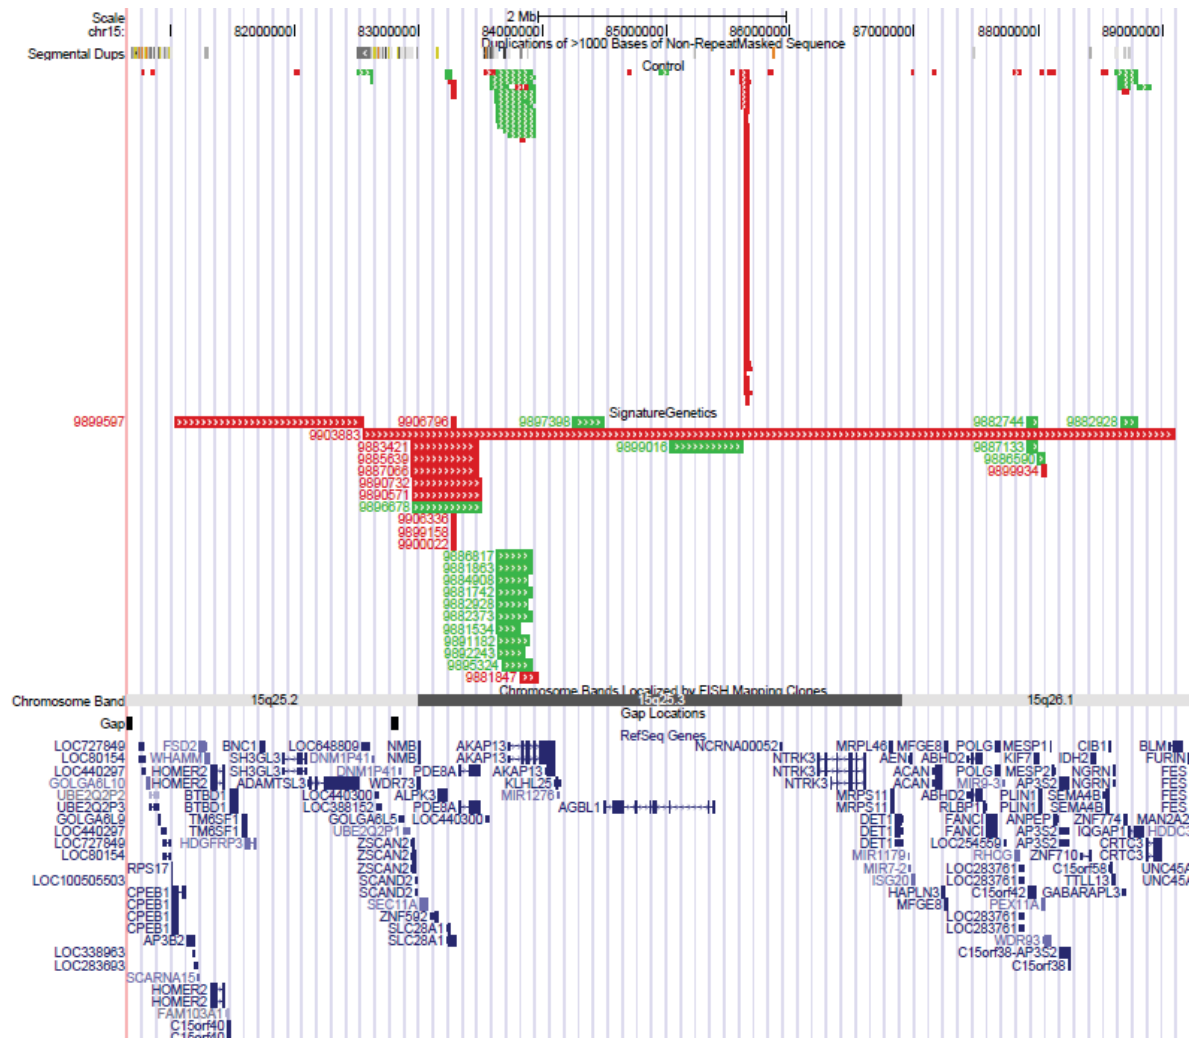 Scale 2 Mb
chr15: 82000000 83000000 84000000 85000000 86000000 87000000 88000000 89000000
Duplications of >1000 Bases of Non-RepeatMasked Sequence
Segmental Dups
Control
SignatureGenetics
9899597 9906796 9897398 9882744 9882928
9903883
9883421 9899016 9887133
9885639 9886590
9887066 9899934
9890732
9890571
9896678
9906336
9899158
9900022
9886817
9881863
9884908
9881742
9882928
9882373
9881534
9891182
9892243
9895324
9881847
Chromosome Bands Localized by FISH Mapping Clones
Chromosome Band 15q25.2 15q25.3 15q26.1
Gap Locations
Gap
RefSeq Genes
LOC727849 FSD2 BNC1 LOC648809 NMB AKAP13 NCRNA00052 MRPL46 MFGE8 POLG MESP1 CIB1 BLM
LOC80154 WHAMM SH3GL3 DNM1P41 NMB AKAP13 NTRK3 AEN ABHD2 KIF7 IDH2 FURIN
LOC440297 HOMER2 SH3GL3 DNM1P41 PDE8A AKAP13 NTRK3 ACAN POLG MESP2 NGRN FES
GOLGA6L10 HOMER2 ADAMTSL3 WDR73 KLHL25 NTRK3 ACAN MIR9-3 AP3S2 NGRN FES
UBE2Q2P2 BTBD1 LOC440300 ALPK3 MIR1276 MRPS11 ABHD2 PLIN1 SEMA4B FES
UBE2Q2P3 BTBD1 LOC388152 PDE8A AGBL1 MRPS11 RLBP1 PLIN1 SEMA4B FES
GOLGA6L9 TM6SF1 GOLGA6L5 LOC440300 DET1 FANCI ANPEP ZNF774 MAN2A2
LOC440297 TM6SF1 UBE2Q2P1 DET1 FANCI AP3S2 IQGAP1 HDDC3
LOC727849 HDGFRP3 ZSCAN2 DET1 LOC254559 AP3S2 CRTC3
LOC80154 ZSCAN2 MIR1179 RHCG ZNF710 CRTC3
RPS17 ZSCAN2 MIR7-2 LOC283761 C15orf58 UNC45A
LOC100505503 SCAND2 ISG20 LOC283761 TTLL13 UNC45A
CPEB1 SCAND2 HAPLN3 C15orf42 GABARAPL3
CPEB1 SEC11A MFGE8 LOC283761 PEX11A
CPEB1 ZNF592 LOC283761
CPEB1 SLC28A1 LOC283761
AP3B2 SLC28A1 WDR93
LOC338963 C15orf38-AP3S2
LOC283693 C15orf38
SCARNA15
HOMER2
HOMER2
FAM103A1
C15orf40
C15orf40